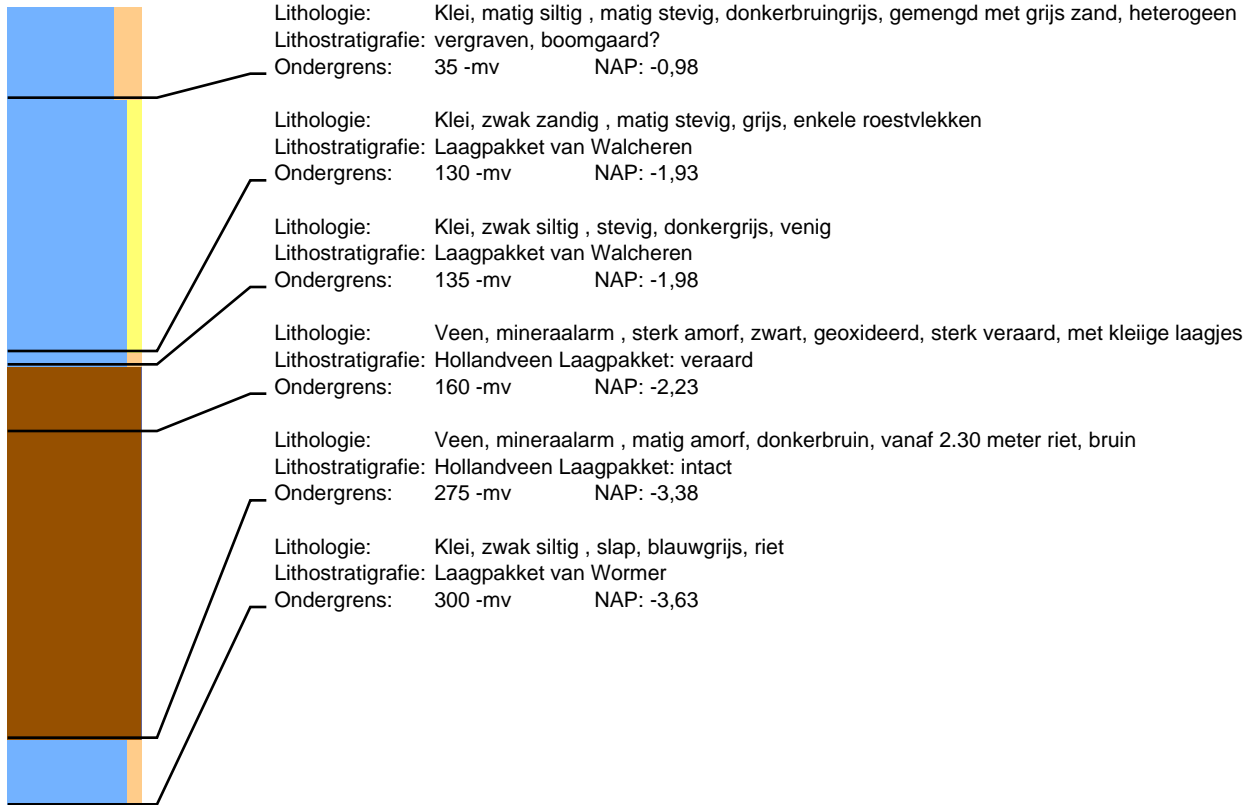 Lithologie: Klei, matig siltig , matig stevig, donkerbruingrijs, gemengd met grijs zand, heterogeen
Lithostratigrafie: vergraven, boomgaard?
Ondergrens: 35 -mv NAP: -0,98
Lithologie: Klei, zwak zandig , matig stevig, grijs, enkele roestvlekken
Lithostratigrafie: Laagpakket van Walcheren
Ondergrens: 130 -mv NAP: -1,93
Lithologie: Klei, zwak siltig , stevig, donkergrijs, venig
Lithostratigrafie: Laagpakket van Walcheren
Ondergrens: 135 -mv NAP: -1,98
Lithologie: Veen, mineraalarm , sterk amorf, zwart, geoxideerd, sterk veraard, met kleiige laagjes
Lithostratigrafie: Hollandveen Laagpakket: veraard
Ondergrens: 160 -mv NAP: -2,23
Lithologie: Veen, mineraalarm , matig amorf, donkerbruin, vanaf 2.30 meter riet, bruin
Lithostratigrafie: Hollandveen Laagpakket: intact
Ondergrens: 275 -mv NAP: -3,38
Lithologie: Klei, zwak siltig , slap, blauwgrijs, riet
Lithostratigrafie: Laagpakket van Wormer
Ondergrens: 300 -mv NAP: -3,63